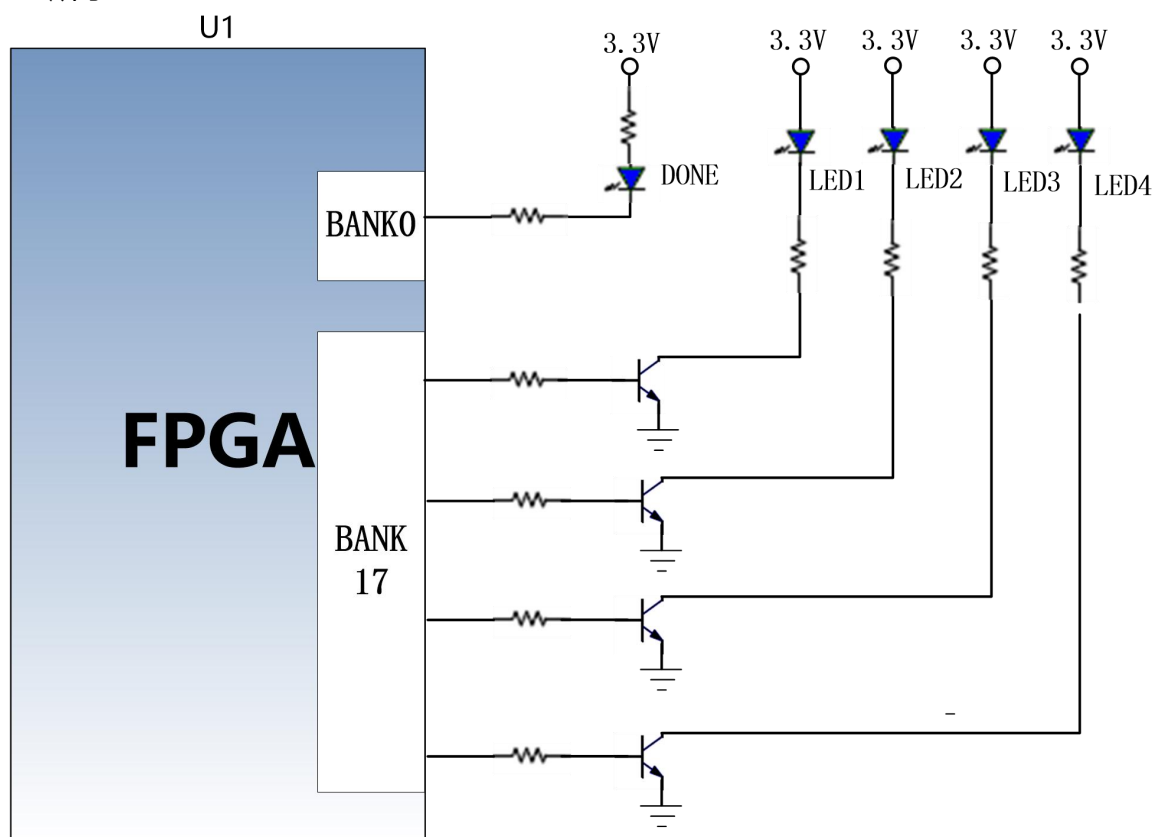 U1
3.3V
3.3V
3.3V
3.3V
3.3V
DONE
LED1
LED2
LED3
LED4
BANK0
FPGA
BANK
17